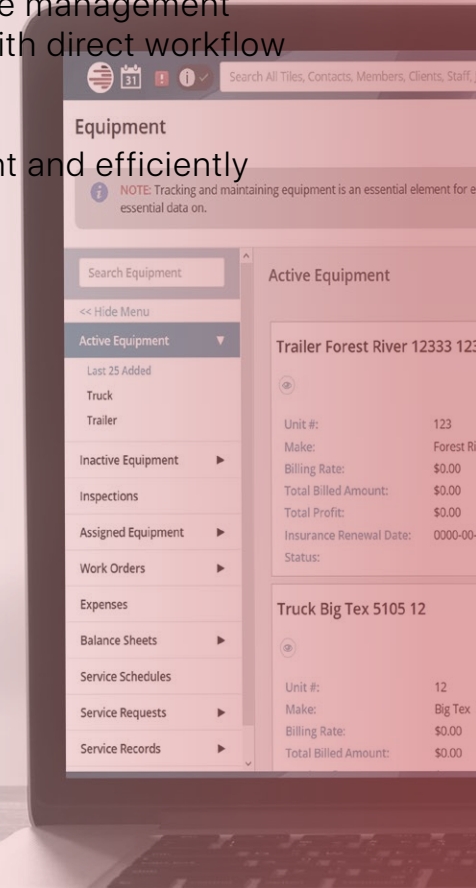 e management
ith direct workflow
nt and efficiently
31
Search All Tiles, Contacts, Members, Clients, Staff,
Equipment
NOTE: Tracking and maintaining equipment is an essential element for e
essential data on.
Search Equipment
<< Hide Menu
Active Equipment
Last 25 Added
Truck
Trailer
Inactive Equipment
Inspections
Assigned Equipment
Work Orders
Expenses
Balance Sheets
Service Schedules
Service Requests
Service Records
Active Equipment
Trailer Forest River 12333 123
Unit #: 123
Make: Forest Ri
Billing Rate: $0.00
Total Billed Amount: $0.00
Total Profit: $0.00
Insurance Renewal Date: 0000-00-
Status:
Truck Big Tex 5105 12
Unit #: 12
Make: Big Tex
Billing Rate: $0.00
Total Billed Amount: $0.00